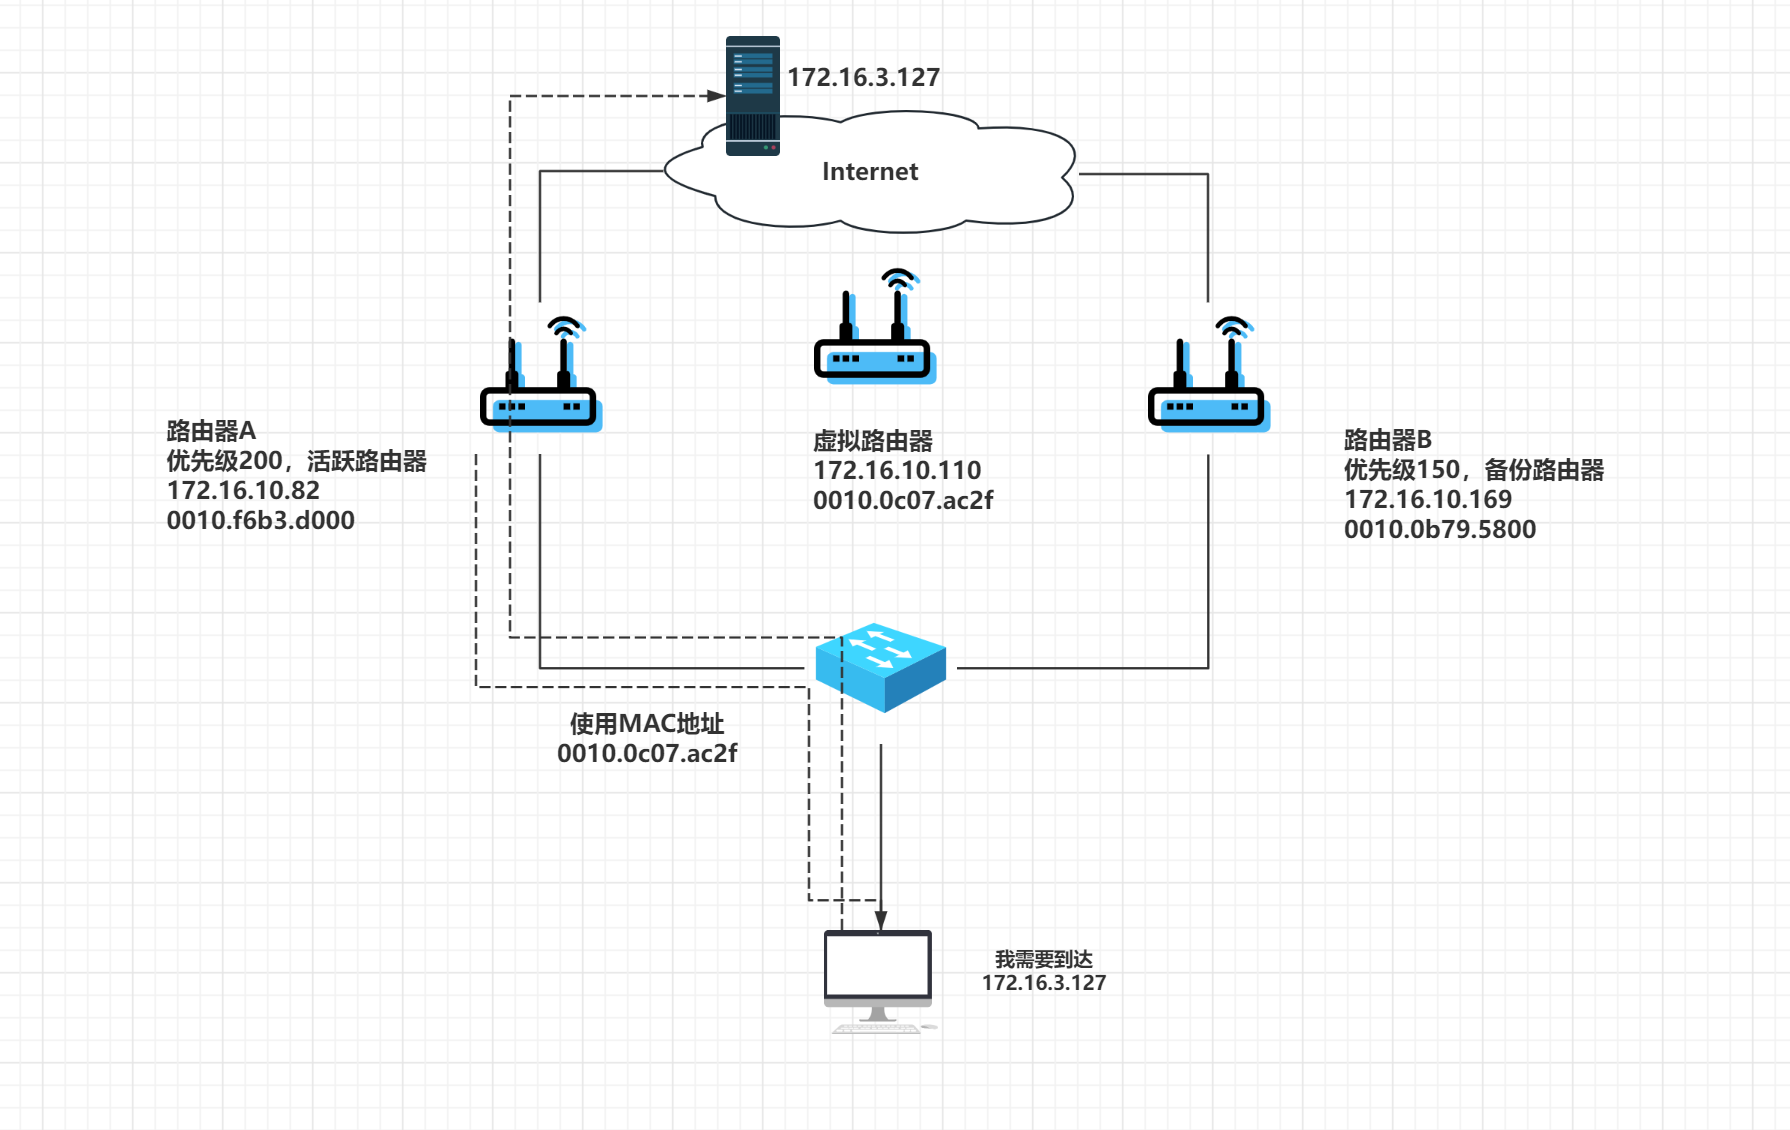 172.16.3.127
Internet
路由器A
优先级200，活跃路由器
172.16.10.82
0010.f6b3.d000
虚拟路由器
172.16.10.110
0010.0c07.ac2f
路由器B
优先级150，备份路由器
172.16.10.169
0010.0b79.5800
使用MAC地址
0010.0c07.ac2f
我需要到达
172.16.3.127